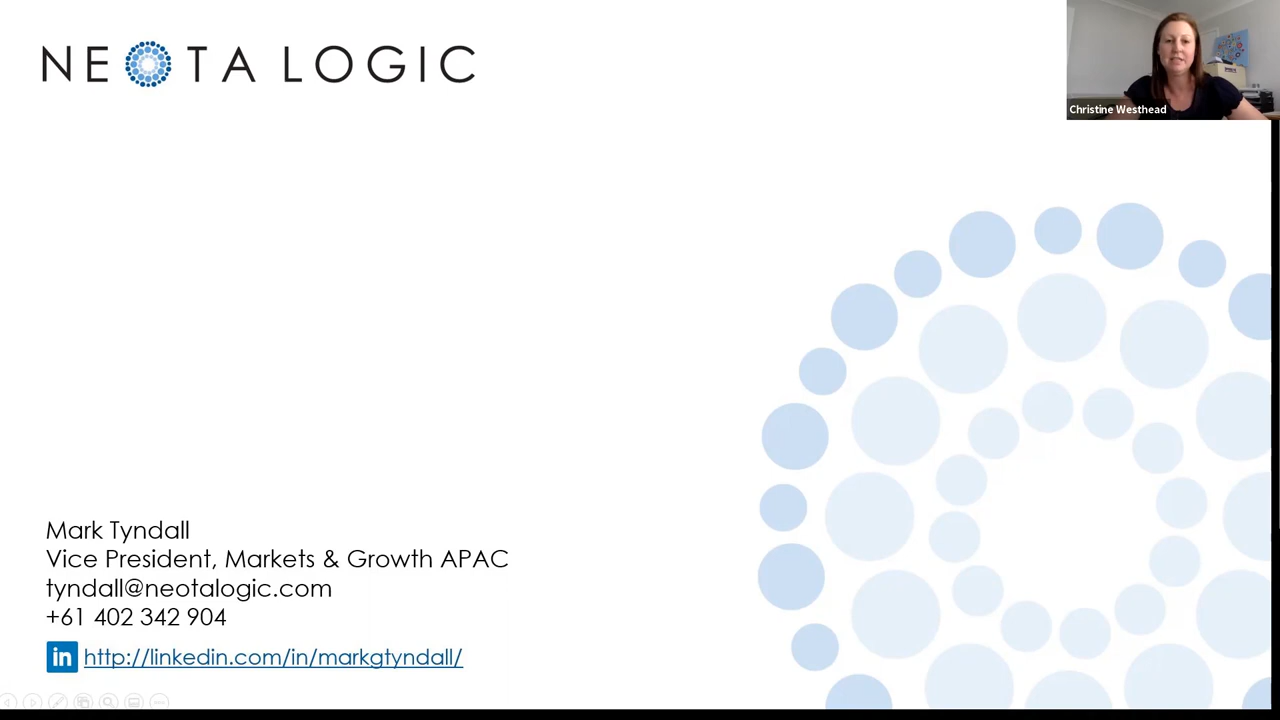 NEOTA LOGIC
Christine Westhead
Mark Tyndall
Vice President, Markets & Growth APAC
tyndall@neotalogic.com
+61 402 342 904
in http://linkedin.com/in/markgtyndall/